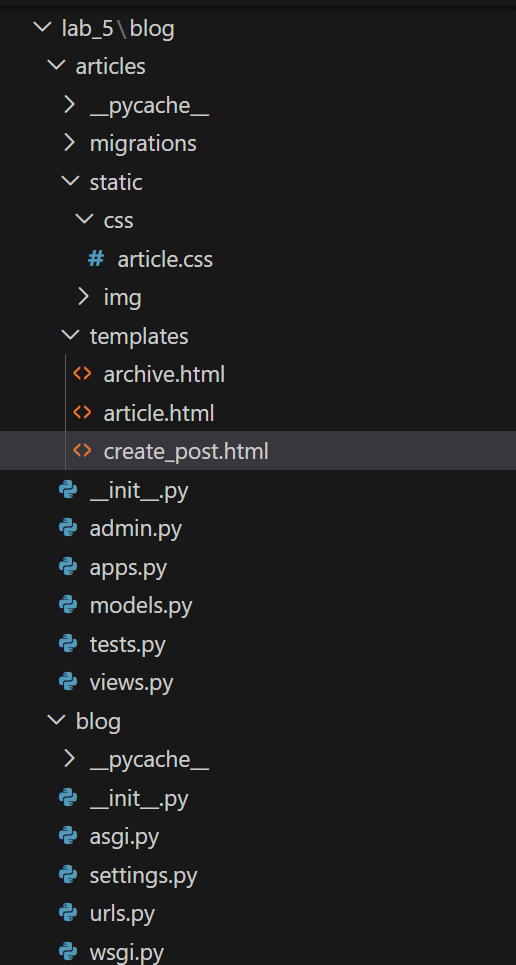 lab_5\blog
articles
__pycache__
migrations
static
css
# article.css
img
templates
<> archive.html
<> article.html
<> create_post.html
__init__.py
admin.py
apps.py
models.py
tests.py
views.py
blog
__pycache__
__init__.py
asgi.py
settings.py
urls.py
wsgi.py